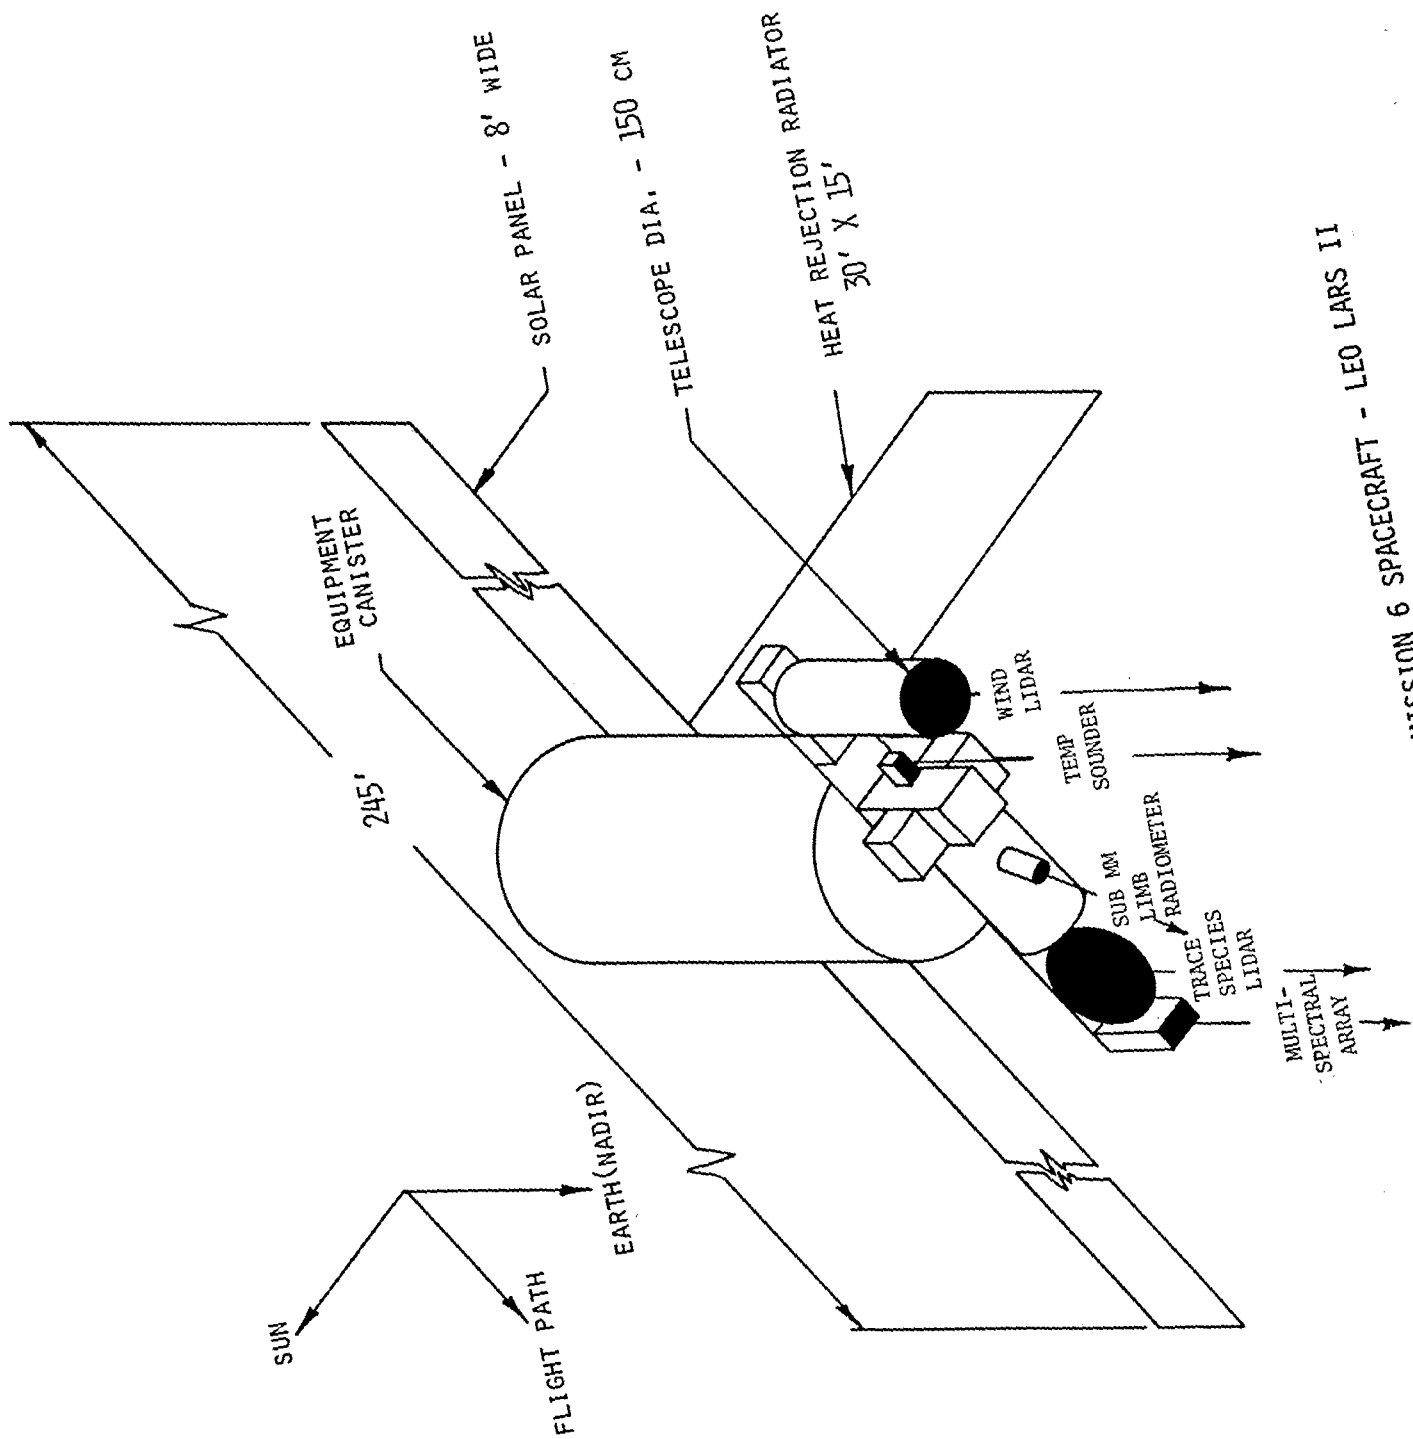 SOLAR PANEL - 8' WIDE
TELESCOPE DIA. - 150 CM
HEAT REJECTION RADIATOR
30' X 15'
EQUIPMENT
CANISTER
245'
SUN
FLIGHT PATH
EARTH(NADIR)
WIND
LIDAR
TEMP
SOUNDER
SUB MM
LIMB
RADIOMETER
TRACE
SPECIES
LIDAR
MULTI-
SPECTRAL
ARRAY
MISSION 6 SPACECRAFT - LEO LARS II